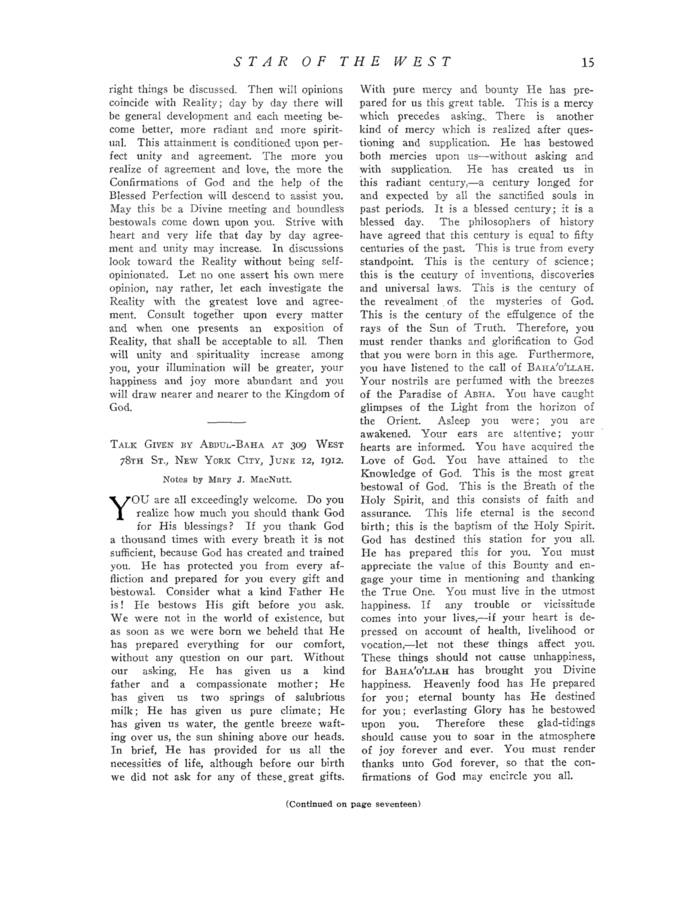 STAR OF THE WEST 15
right things be discussed. Then will opinions
coincide with Reality; day by day there will
be general development and each meeting be-
come better, more radiant and more spirit-
ual. This attainment is conditioned upon per-
fect unity and agreement. The more you
realize of agreement and love, the more the
Confirmations of God and the help of the
Blessed Perfection will descend to assist you.
May this be a Divine meeting and boundless
bestowals come down upon you. Strive with
heart and very life that day by day agree-
ment and unity may increase. In discussions
look toward the Reality without being self-
opinionated. Let no one assert his own mere
opinion, nay rather, let each investigate the
Reality with the greatest love and agree-
ment. Consult together upon every matter
and when one presents an exposition of
Reality, that shall be acceptable to all. Then
will unity and spirituality increase among
you, your illumination will be greater, your
happiness and joy more abundant and you
will draw nearer and nearer to the Kingdom of
God.
TALK GIVEN BY ABDUL-BAHA AT 309 WEST
78TH ST., NEW YORK CITY, JUNE 12, 1912.
Notes by Mary J. MacNutt.
YOU are all exceedingly welcome. Do you
realize how much you should thank God
for His blessings? If you thank God
a thousand times with every breath it is not
sufficient, because God has created and trained
you. He has protected you from every af-
fliction and prepared for you every gift and
bestowal. Consider what a kind Father He
is! He bestows His gift before you ask.
We were not in the world of existence, but
as soon as we were born we beheld that He
has prepared everything for our comfort,
without any question on our part. Without
our asking, He has given us a kind
father and a compassionate mother; He
has given us two springs of salubrious
milk; He has given us pure climate; He
has given us water, the gentle breeze waft-
ing over us, the sun shining above our heads.
In brief, He has provided for us all the
necessities of life, although before our birth
we did not ask for any of these great gifts.
With pure mercy and bounty He has pre-
pared for us this great table. This is a mercy
which precedes asking. There is another
kind of mercy which is realized after ques-
tioning and supplication. He has bestowed
both mercies upon us—without asking and
with supplication. He has created us in
this radiant century,—a century longed for
and expected by all the sanctified souls in
past periods. It is a blessed century; it is a
blessed day. The philosophers of history
have agreed that this century is equal to fifty
centuries of the past. This is true from every
standpoint. This is the century of science;
this is the century of inventions, discoveries
and universal laws. This is the century of
the revealment of the mysteries of God.
This is the century of the effulgence of the
rays of the Sun of Truth. Therefore, you
must render thanks and glorification to God
that you were born in this age. Furthermore,
you have listened to the call of BAHA'O'LLAH.
Your nostrils are perfumed with the breezes
of the Paradise of ABHA. You have caught
glimpses of the Light from the horizon of
the Orient. Asleep you were; you are
awakened. Your ears are attentive; your
hearts are informed. You have acquired the
Love of God. You have attained to the
Knowledge of God. This is the most great
bestowal of God. This is the Breath of the
Holy Spirit, and this consists of faith and
assurance. This life eternal is the second
birth; this is the baptism of the Holy Spirit.
God has destined this station for you all.
He has prepared this for you. You must
appreciate the value of this Bounty and en-
gage your time in mentioning and thanking
the True One. You must live in the utmost
happiness. If any trouble or vicissitude
comes into your lives,—if your heart is de-
pressed on account of health, livelihood or
vocation,—let not these things affect you.
These things should not cause unhappiness,
for BAHA'O'LLAH has brought you Divine
happiness. Heavenly food has He prepared
for you; eternal bounty has He destined
for you; everlasting Glory has he bestowed
upon you. Therefore these glad-tidings
should cause you to soar in the atmosphere
of joy forever and ever. You must render
thanks unto God forever, so that the con-
firmations of God may encircle you all.
(Continued on page seventeen)